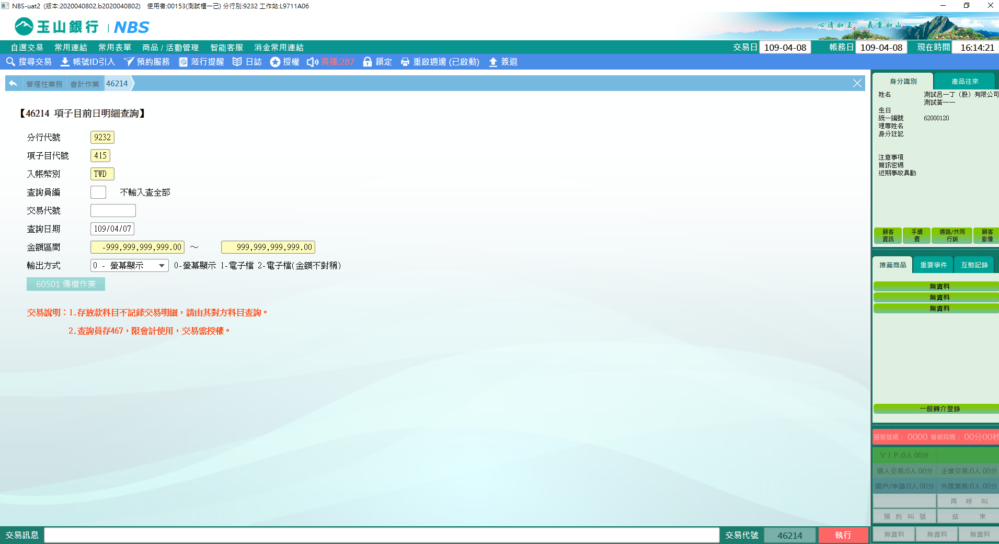 NBS-uat2 (版本:2020040802.b2020040802) 使用者:00153(測試櫃一己) 分行別:9232 工作站:L9711A06
玉山銀行 | NBS
心清如玉。義重如山。
自選交易 常用連結 常用表單 商品 / 活動管理 智能客服 消金常用連結 交易日 109-04-08 帳務日 109-04-08 現在時間 16:14:21
搜尋交易 帳號ID引入 預約服務 蒞行提醒 日誌 授權 廣播:287 鎖定 重啟週邊 (已啟動) 簽退
管理性業務 會計作業 46214
【46214 項子目前日明細查詢】
分行代號 9232
項子目代號 415
入帳幣別 TWD
查詢員編 不輸入查全部
交易代號
查詢日期 109/04/07
金額區間 -999,999,999,999.00 ～ 999,999,999,999.00
輸出方式 0 - 螢幕顯示 0-螢幕顯示 1-電子檔 2-電子檔(金額不對稱)
60501 傳檔作業
交易說明：1.存放款科目不記錄交易明細，請由其對方科目查詢。
2.查詢員存467，限會計使用，交易需授權。
身分識別 產品往來
姓名 測試呂一丁（股）有限公司
測試黃一一
生日
統一編號 62000120
理專姓名
身分註記
注意事項
簡訊密碼
近期事故異動
顧客資訊 手續費 通路/共同行銷 顧客影像
推薦商品 重要事件 互動記錄
無資料
無資料
無資料
一般轉介登錄
服務號碼： 0000 等候時間： 00分00秒
ＶＩＰ:0人 00分
個人交易:0人 00分 企業交易:0人 00分
開戶/申請:0人 00分 外匯業務:0人 00分
再 呼 叫
預 約 叫 號 結 束
無資料 無資料 無資料
交易訊息 交易代號 46214 執行